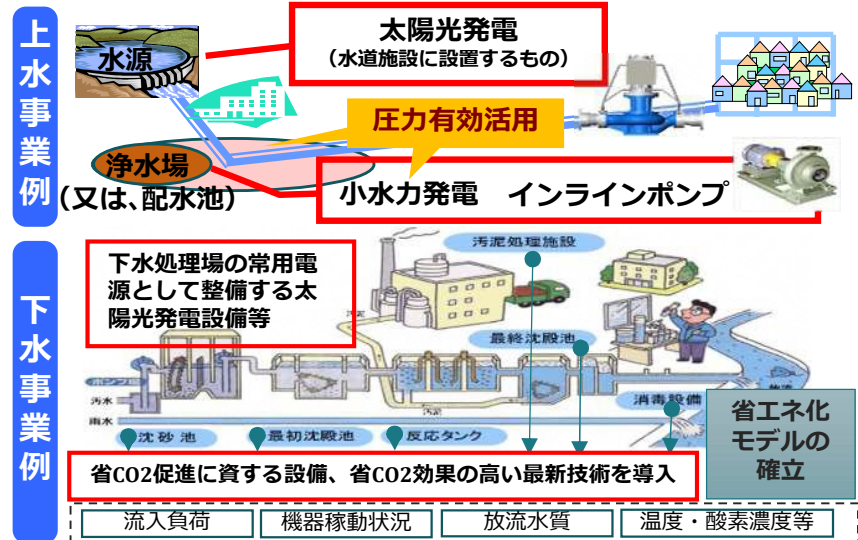 上水事業例
水源
太陽光発電
（水道施設に設置するもの）
圧力有効活用
浄水場
(又は、配水池)
小水力発電 インラインポンプ
下水事業例
下水処理場の常用電
源として整備する太
陽光発電設備等
汚泥処理施設
汚泥
最終沈殿池
ポンプ
汚水
雨水
汚泥
消毒設備
放流
沈砂池
最初沈殿池
反応タンク
省エネ化
モデルの
確立
省CO2促進に資する設備、省CO2効果の高い最新技術を導入
流入負荷
機器稼動状況
放流水質
温度・酸素濃度等